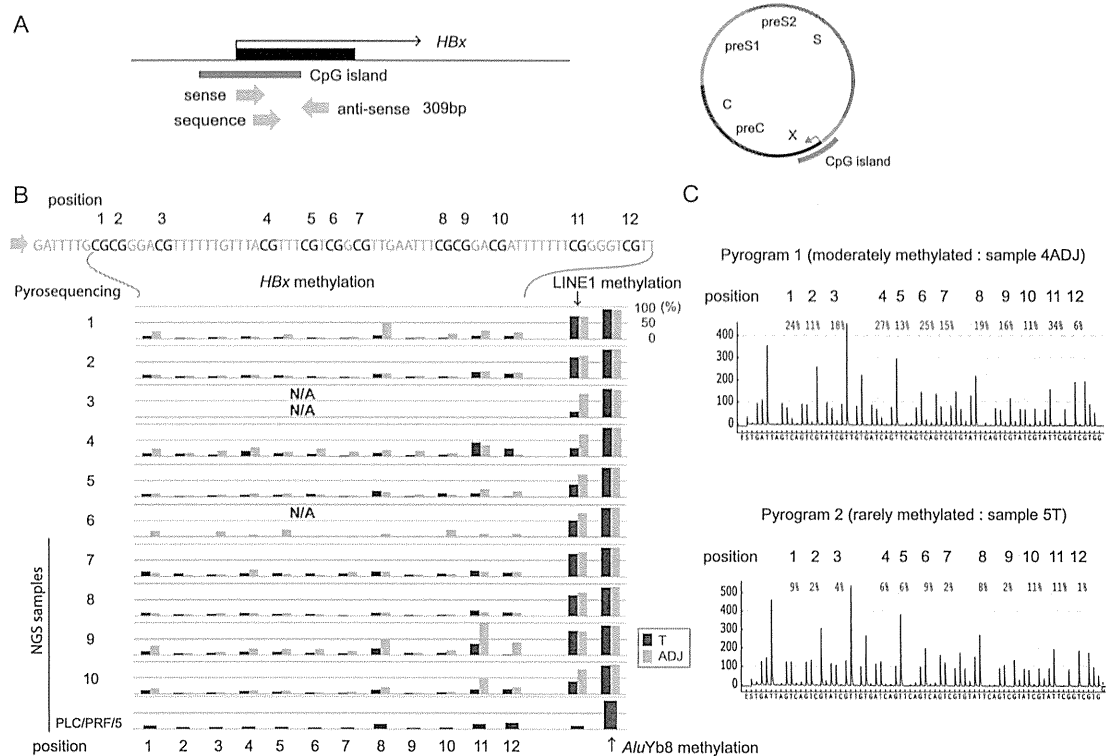 A
HBx
CpG island
sense
anti-sense 309bp
sequence
preS2
preS1
S
C
preC
X
CpG island
B
position
1 2 3 4 5 6 7 8 9 10 11 12
GATTTTGCGCGGGACGTTTTTTGTTTACGTTTCGTCGGCGTTGAATTTCGCGGACGATTTTTTTCGGGGTCGTT
HBx methylation
LINE1 methylation
Pyrosequencing
100 (%)
50
0
1
2
3
N/A
N/A
4
5
6
N/A
7
8
9
10
NGS samples
T
ADJ
PLC/PRF/5
position 1 2 3 4 5 6 7 8 9 10 11 12
AluYb8 methylation
C
Pyrogram 1 (moderately methylated : sample 4ADJ)
position 1 2 3 4 5 6 7 8 9 10 11 12
24% 11% 18% 27% 13% 25% 15% 19% 16% 11% 34% 6%
400
300
200
100
0
Pyrogram 2 (rarely methylated : sample 5T)
position 1 2 3 4 5 6 7 8 9 10 11 12
9% 2% 4% 6% 6% 9% 2% 8% 2% 11% 11% 1%
500
400
300
200
100
0